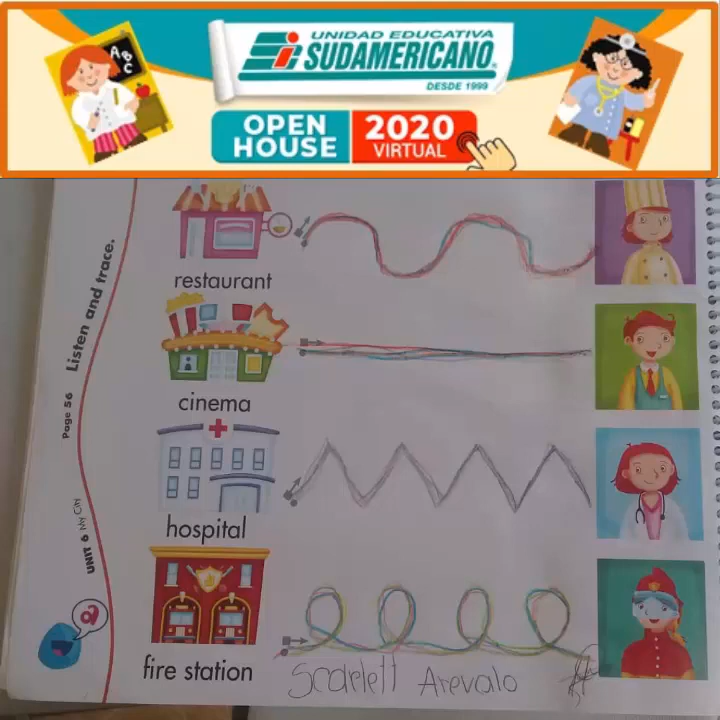 A B
C
UNIDAD EDUCATIVA
SUDAMERICANO
DESDE 1999
OPEN HOUSE
2020 VIRTUAL
Listen and trace.
Page 56
UNIT 6 My City
restaurant
cinema
hospital
fire station
a
Scarlett Arevalo